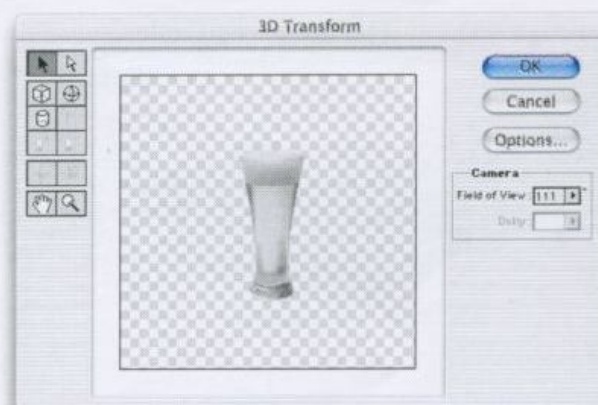 3D Transform
OK
Cancel
Options...
Camera
Field of View: 111 °
Dolly: